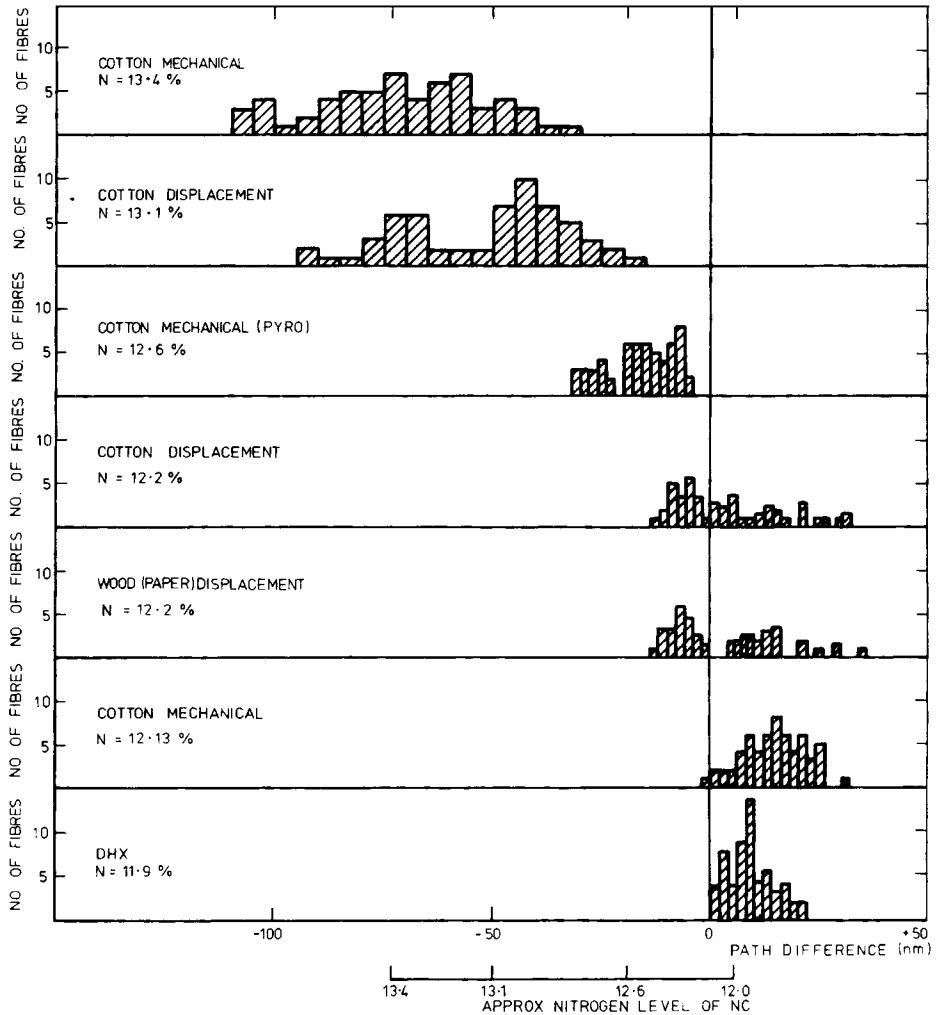 NO OF FIBRES
10
5
COTTON MECHANICAL
N = 13·4 %
NO. OF FIBRES
10
5
COTTON DISPLACEMENT
N = 13·1 %
NO. OF FIBRES
10
5
COTTON MECHANICAL (PYRO)
N = 12·6 %
NO. OF FIBRES
10
5
COTTON DISPLACEMENT
N = 12·2 %
NO OF FIBRES
10
5
WOOD (PAPER) DISPLACEMENT
N = 12·2 %
NO OF FIBRES
10
5
COTTON MECHANICAL
N = 12·13 %
NO OF FIBRES
10
5
DHX
N = 11·9 %
-100 -50 0 +50
PATH DIFFERENCE (nm)
13·4 13·1 12·6 12·0
APPROX NITROGEN LEVEL OF NC